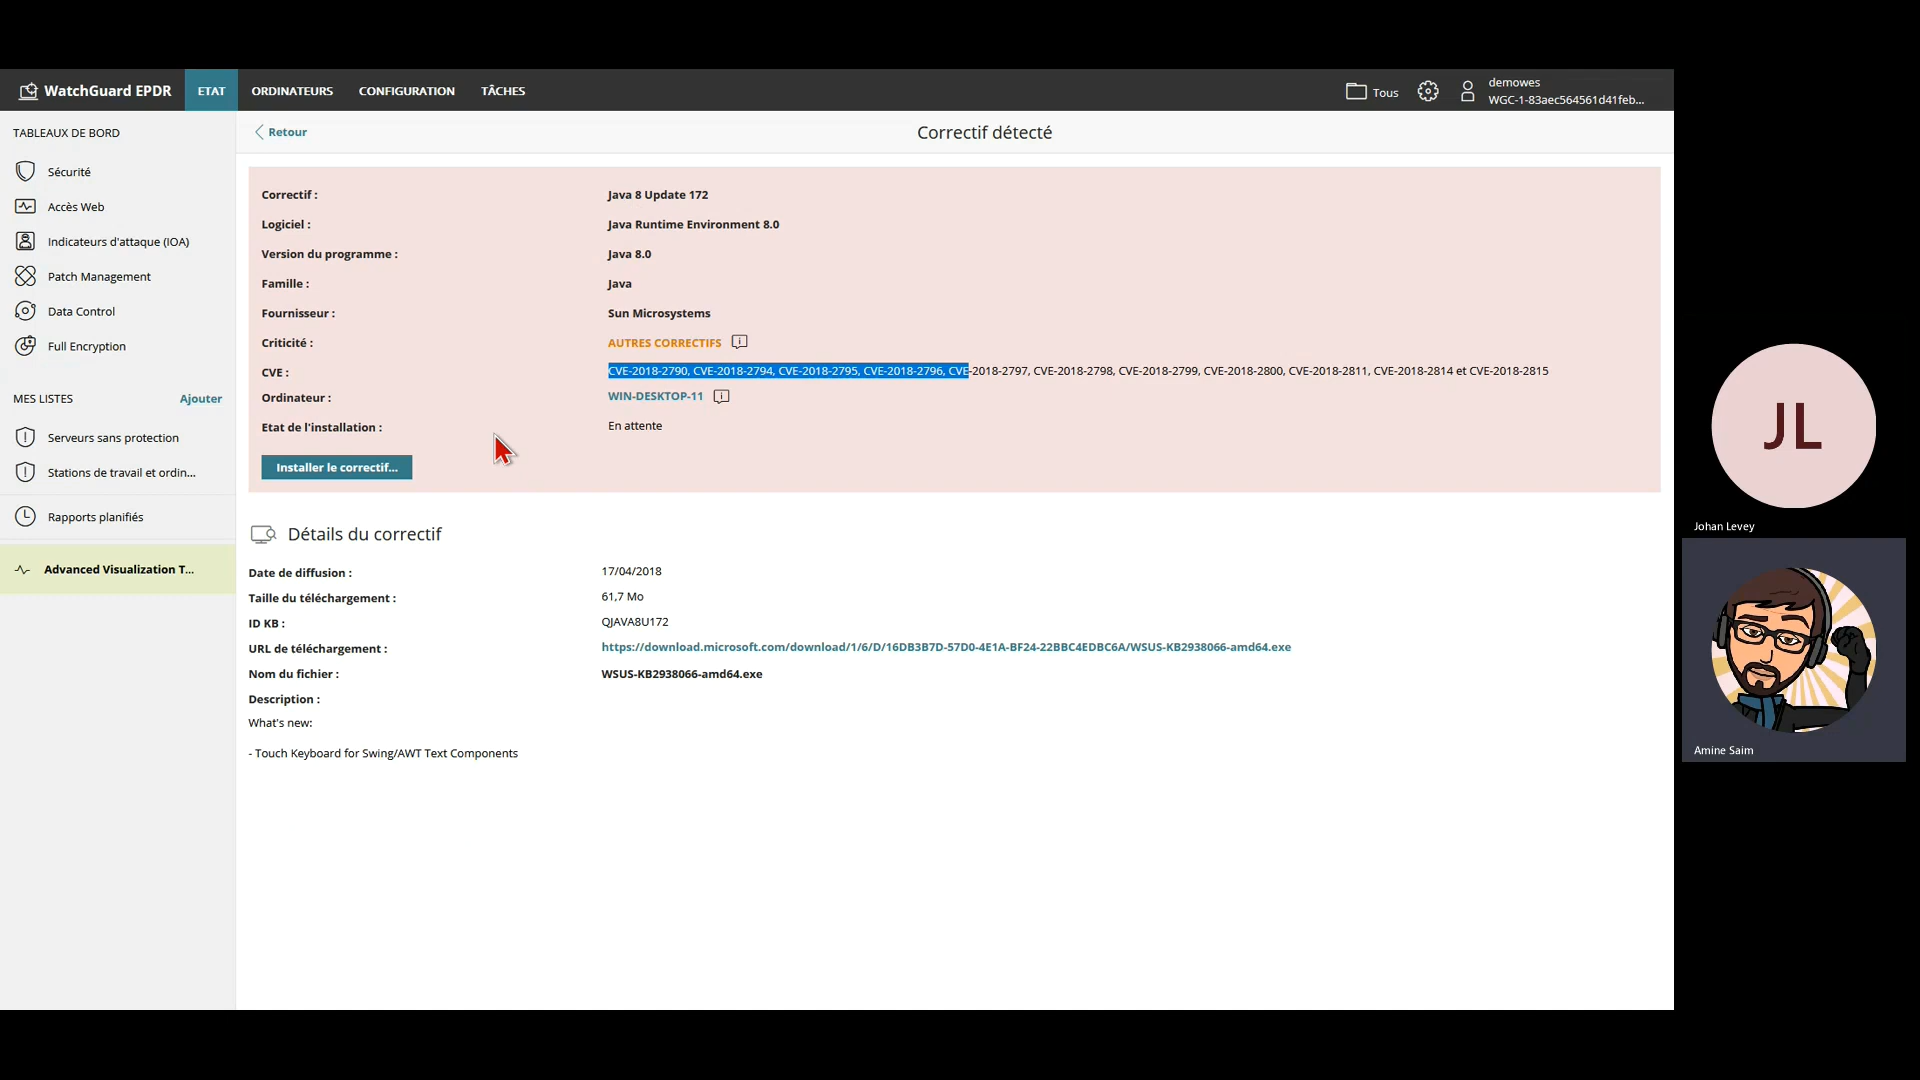 WatchGuard EPDR
ETAT
ORDINATEURS
CONFIGURATION
TÂCHES
Tous
demowes
WGC-1-83aec564561d41feb...
TABLEAUX DE BORD
Sécurité
Accès Web
Indicateurs d'attaque (IOA)
Patch Management
Data Control
Full Encryption
MES LISTES
Ajouter
Serveurs sans protection
Stations de travail et ordin...
Rapports planifiés
Advanced Visualization T...
Retour
Correctif détecté
Correctif : Java 8 Update 172
Logiciel : Java Runtime Environment 8.0
Version du programme : Java 8.0
Famille : Java
Fournisseur : Sun Microsystems
Criticité : AUTRES CORRECTIFS
CVE : CVE-2018-2790, CVE-2018-2794, CVE-2018-2795, CVE-2018-2796, CVE-2018-2797, CVE-2018-2798, CVE-2018-2799, CVE-2018-2800, CVE-2018-2811, CVE-2018-2814 et CVE-2018-2815
Ordinateur : WIN-DESKTOP-11
Etat de l'installation : En attente
Installer le correctif...
Détails du correctif
Date de diffusion : 17/04/2018
Taille du téléchargement : 61,7 Mo
ID KB : QJAVA8U172
URL de téléchargement : https://download.microsoft.com/download/1/6/D/16DB3B7D-57D0-4E1A-BF24-22BBC4EDBC6A/WSUS-KB2938066-amd64.exe
Nom du fichier : WSUS-KB2938066-amd64.exe
Description :
What's new:
- Touch Keyboard for Swing/AWT Text Components
JL
Johan Levey
Amine Saim